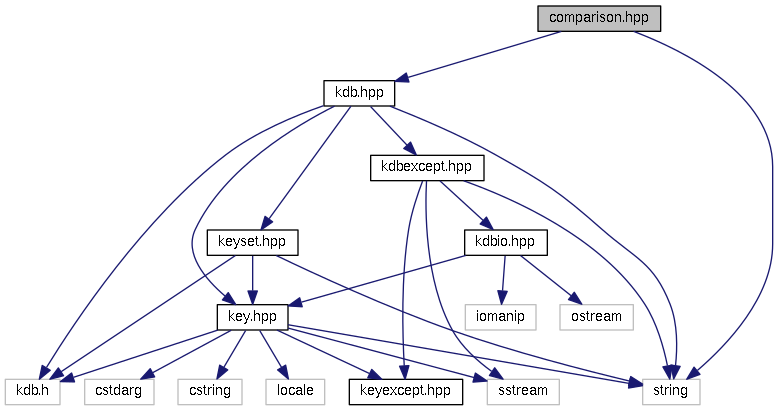 comparison.hpp
kdb.hpp
kdbexcept.hpp
keyset.hpp
kdbio.hpp
key.hpp
iomanip
ostream
kdb.h
cstdarg
cstring
locale
keyexcept.hpp
sstream
string